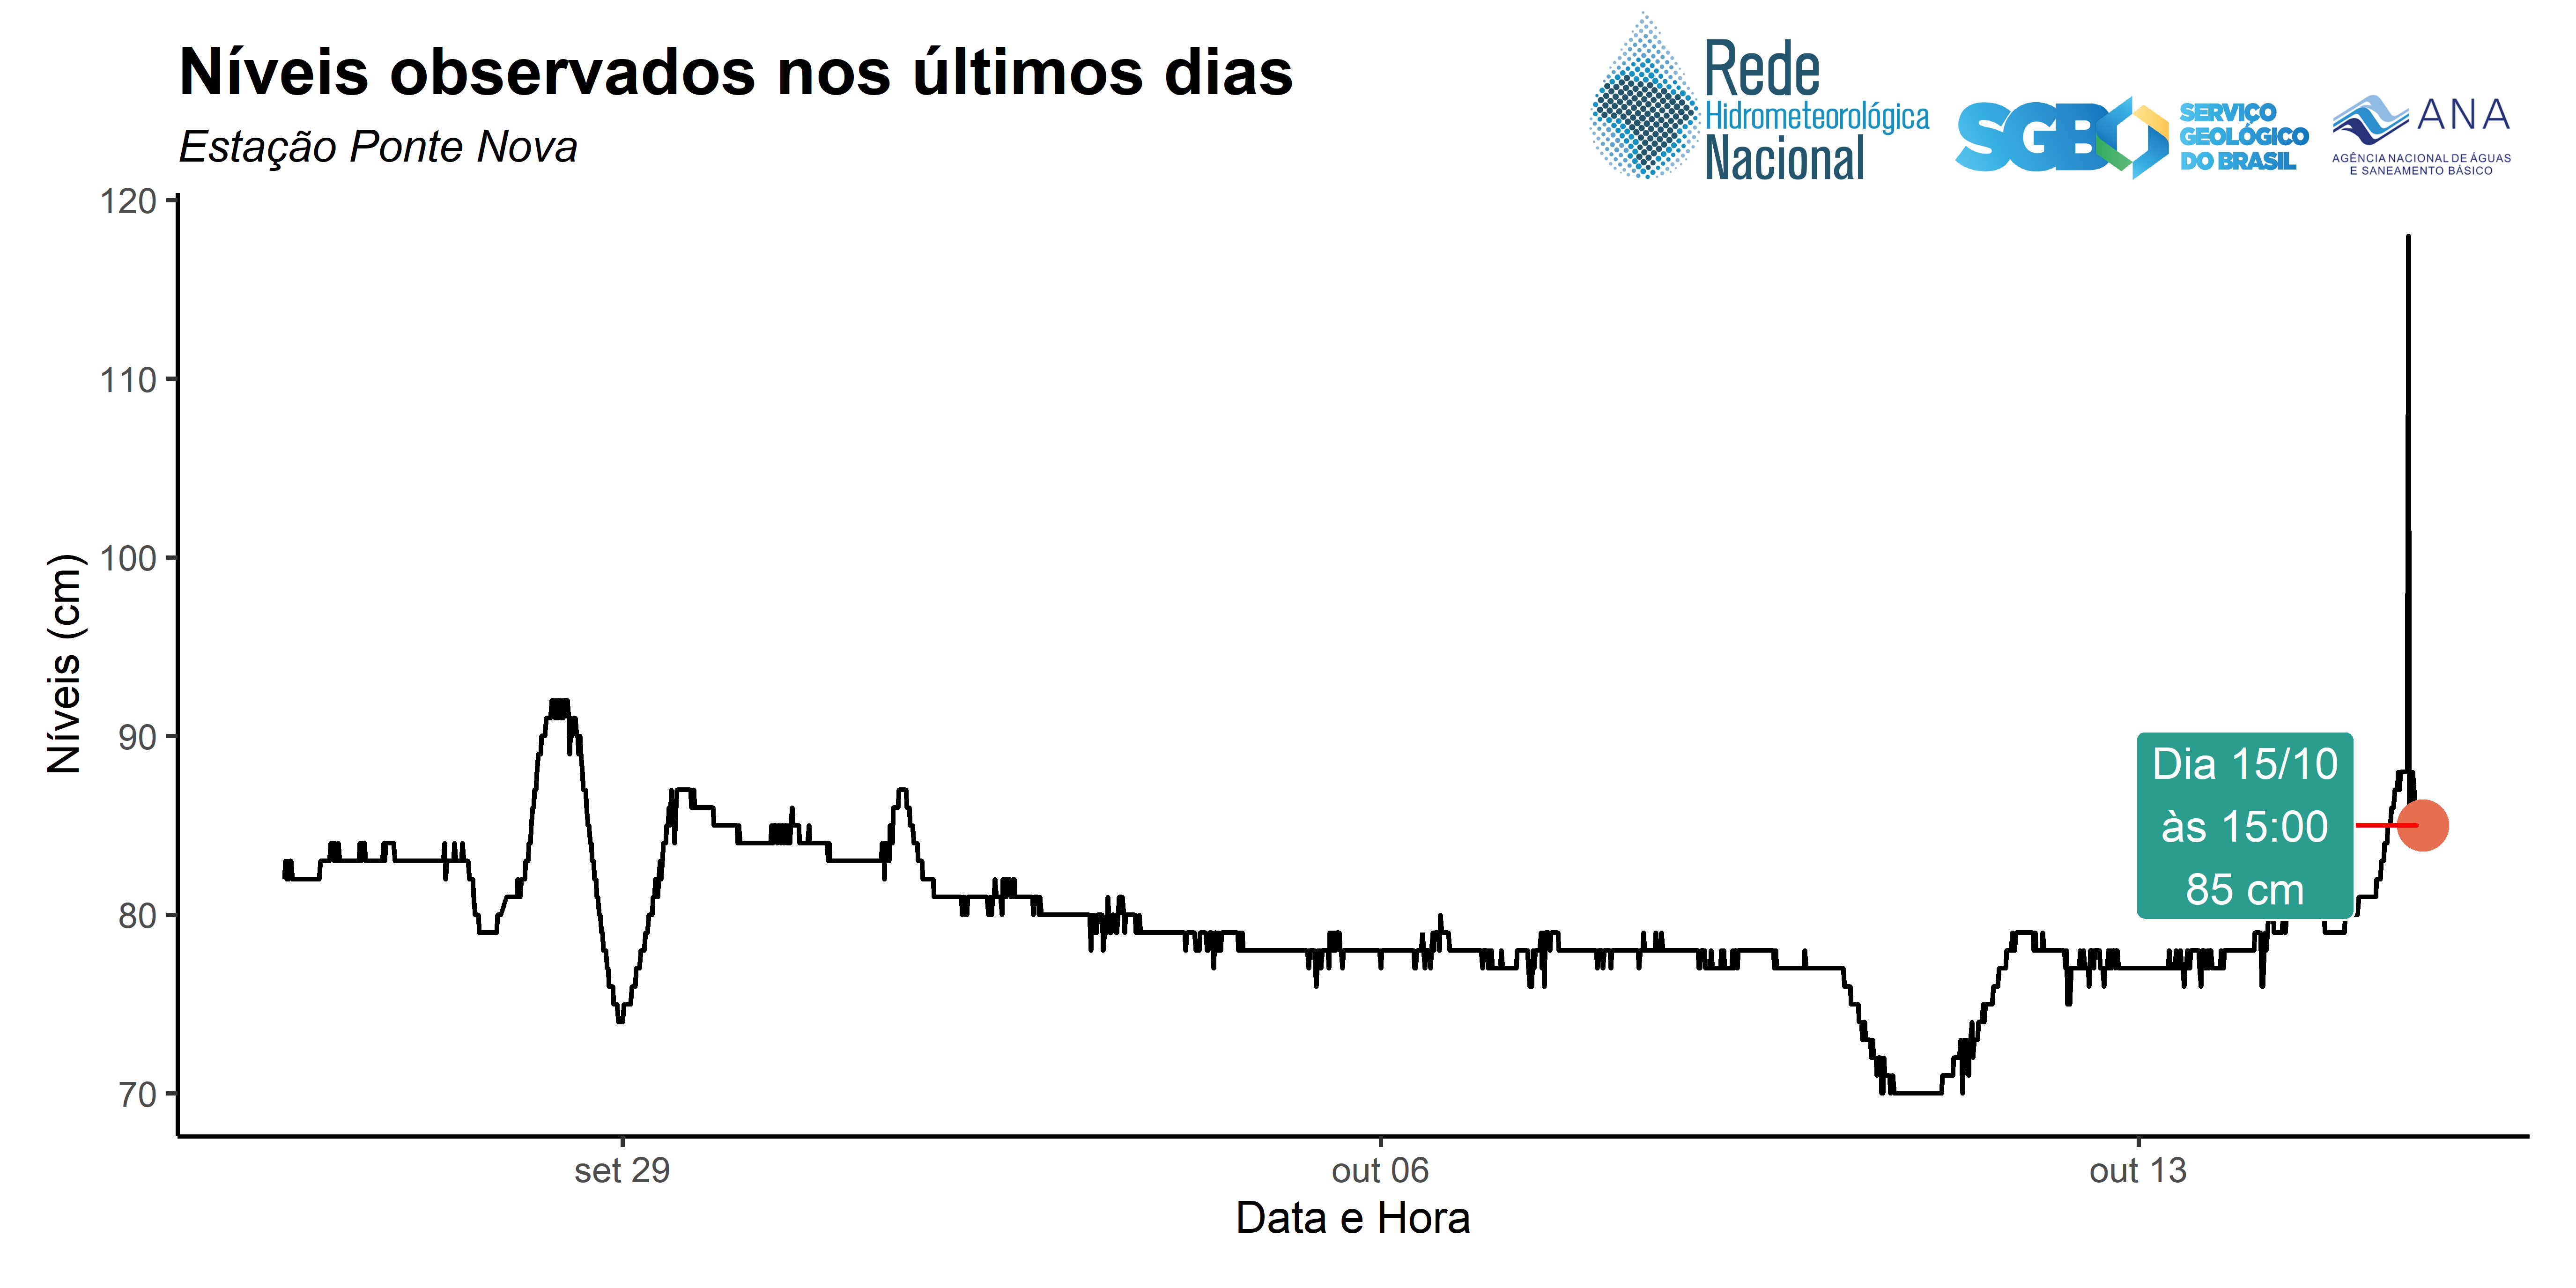 Níveis observados nos últimos dias
Estação Ponte Nova
Rede
Hidrometeorológica
Nacional
SGB
SERVIÇO
GEOLÓGICO
DO BRASIL
ANA
AGÊNCIA NACIONAL DE ÁGUAS
E SANEAMENTO BÁSICO
120
110
100
90
80
70
Níveis (cm)
Dia 15/10
às 15:00
85 cm
set 29
out 06
out 13
Data e Hora